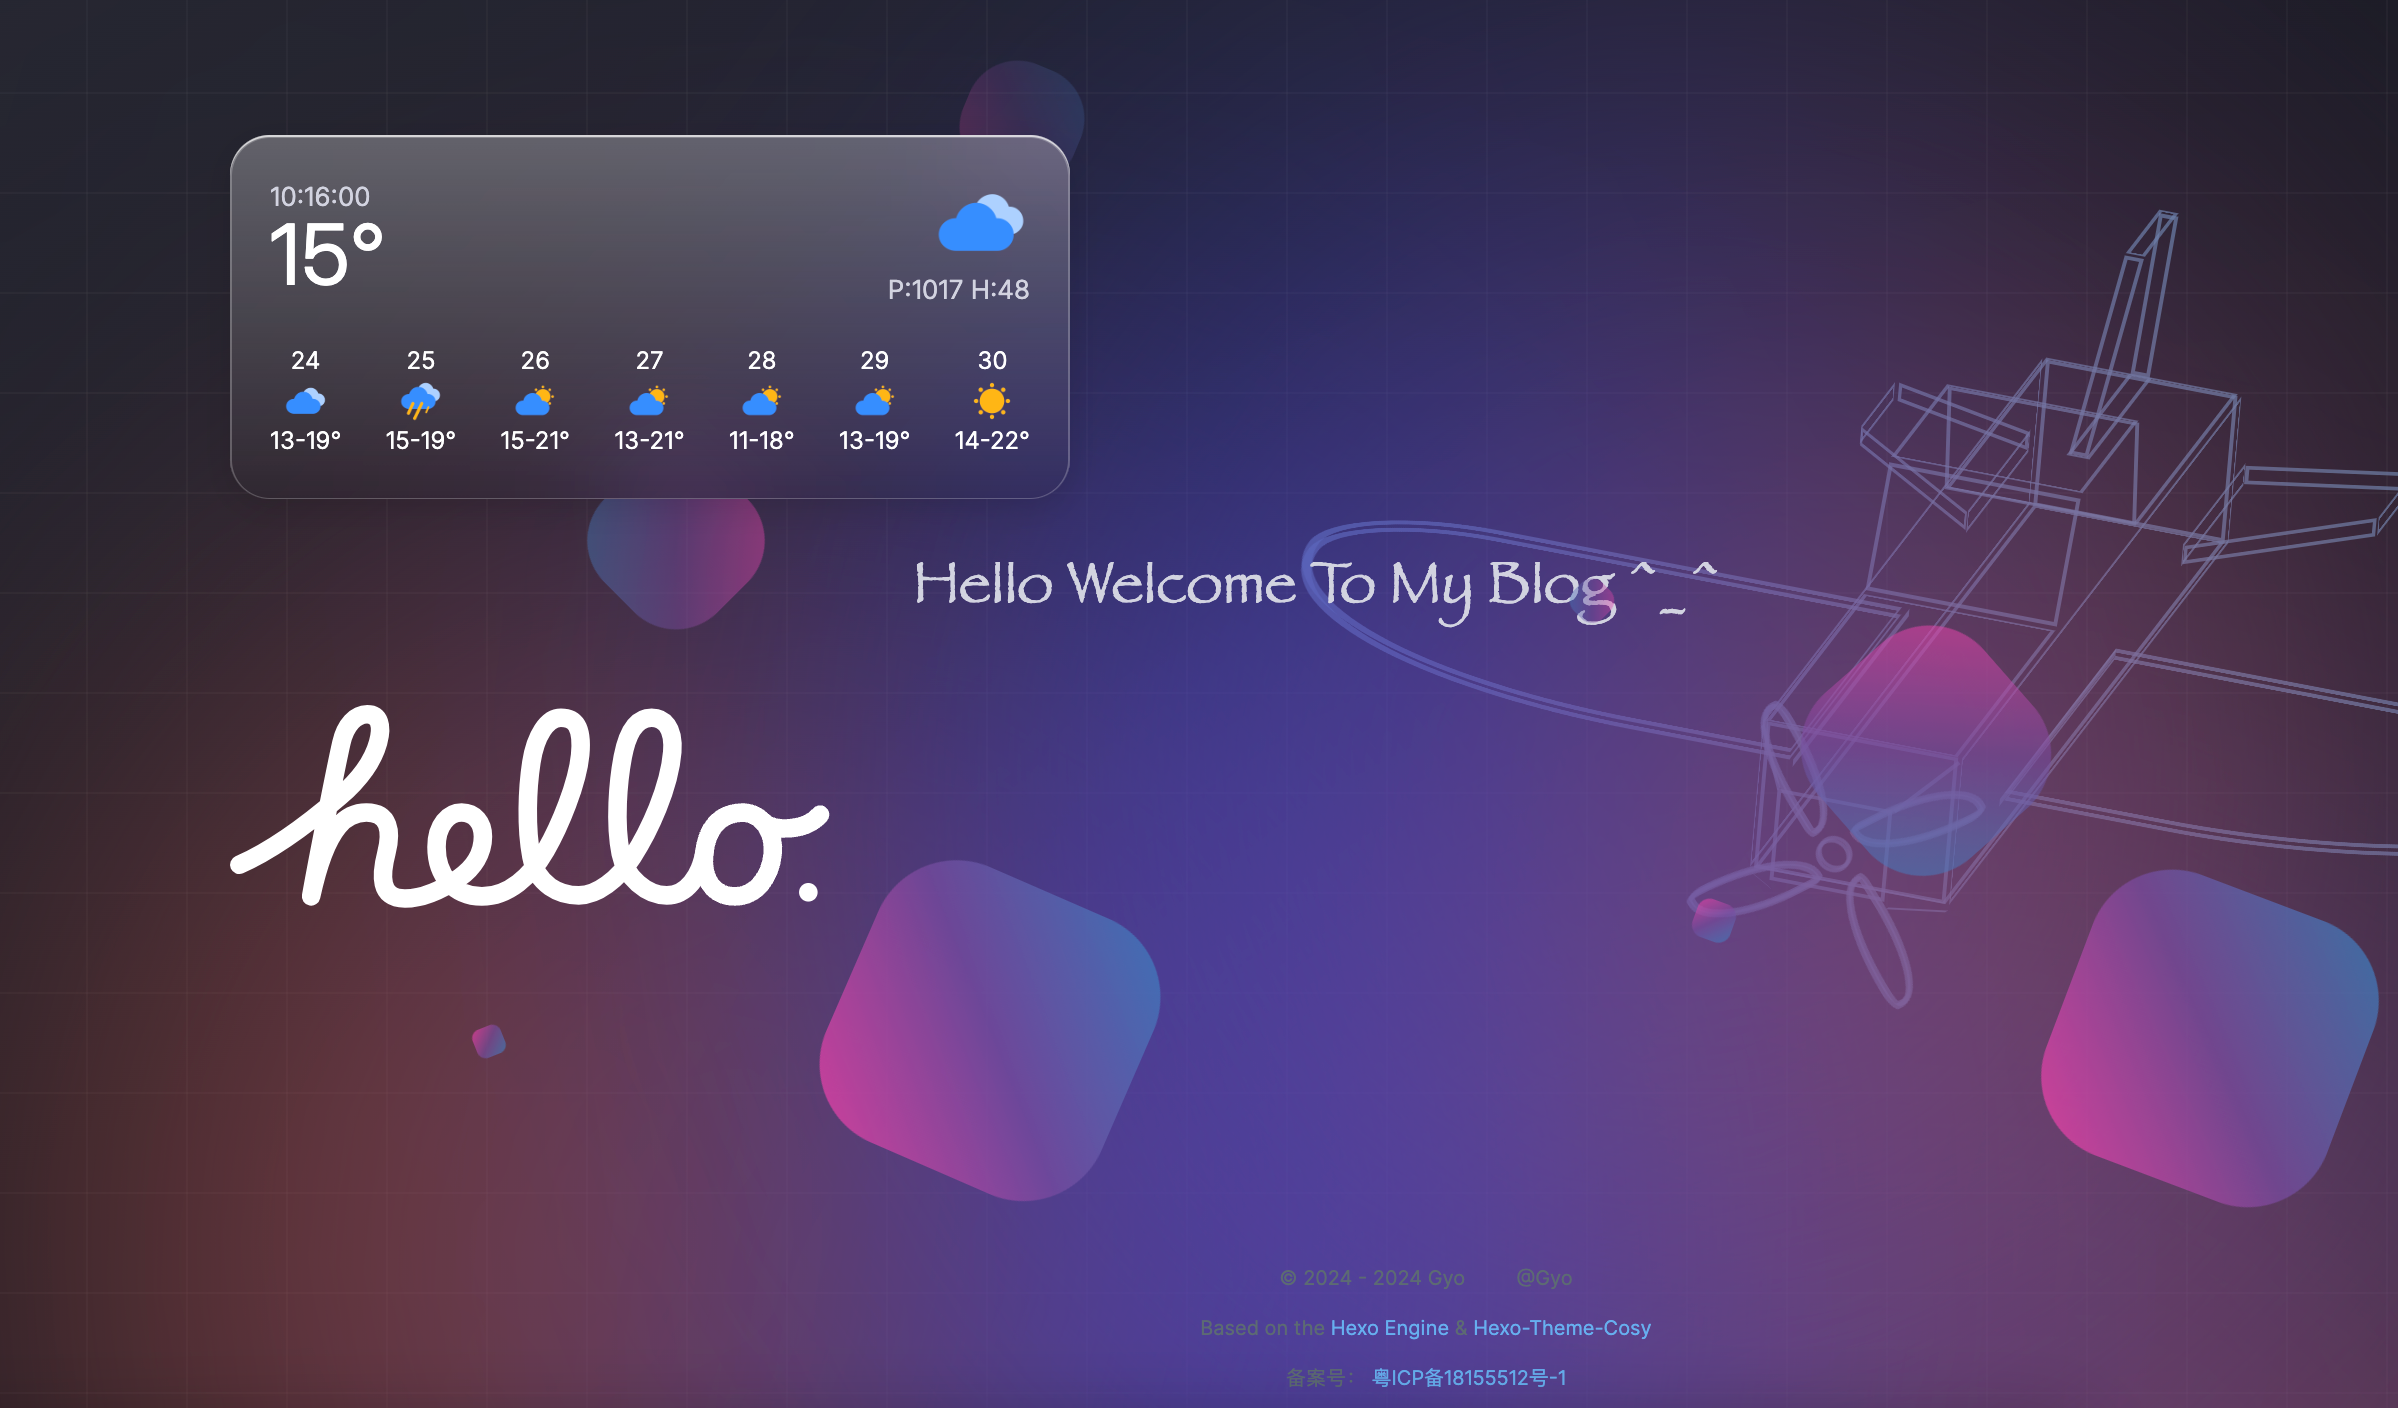 10:16:00
15°
P:1017 H:48
24 25 26 27 28 29 30
13-19° 15-19° 15-21° 13-21° 11-18° 13-19° 14-22°
Hello Welcome To My Blog ^_^
hello.
© 2024 - 2024 Gyo @Gyo
Based on the Hexo Engine & Hexo-Theme-Cosy
备案号： 粤ICP备18155512号-1